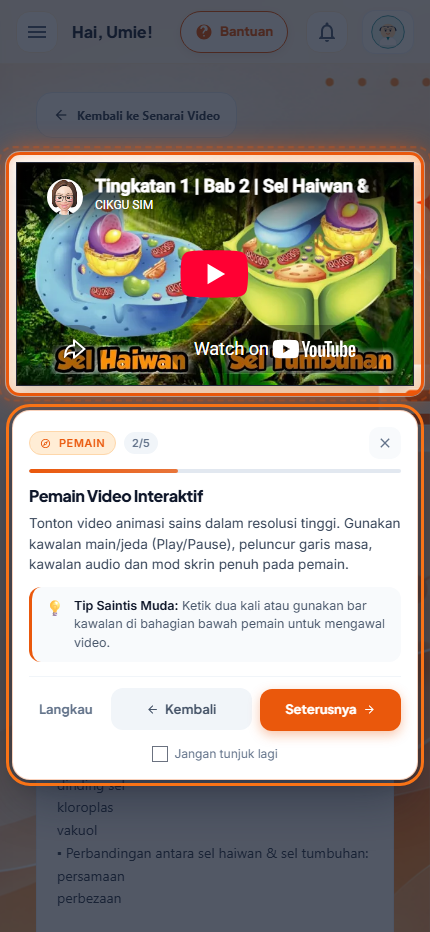 Hai, Umie!
Bantuan
Kembali ke Senarai Video
Tingkatan 1 | Bab 2 | Sel Haiwan &
CIKGU SIM
Sel Haiwan
Sel Tumbuhan
Watch on YouTube
PEMAIN
2/5
Pemain Video Interaktif
Tonton video animasi sains dalam resolusi tinggi. Gunakan
kawalan main/jeda (Play/Pause), peluncur garis masa,
kawalan audio dan mod skrin penuh pada pemain.
Tip Saintis Muda: Ketik dua kali atau gunakan bar
kawalan di bahagian bawah pemain untuk mengawal
video.
Langkau
Kembali
Seterusnya
Jangan tunjuk lagi
dinding sel
kloroplas
vakuol
• Perbandingan antara sel haiwan & sel tumbuhan:
persamaan
perbezaan